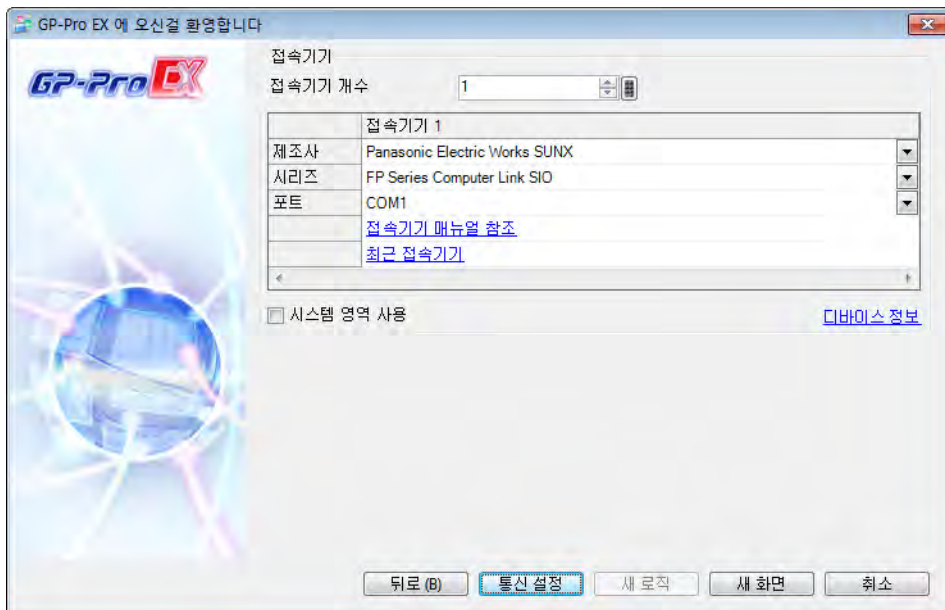 GP-Pro EX 에 오신걸 환영합니다
GP-Pro EX
접속기기
접속기기 개수 1
접속기기 1
제조사 Panasonic Electric Works SUNX
시리즈 FP Series Computer Link SIO
포트 COM1
접속기기 매뉴얼 참조
최근 접속기기
시스템 영역 사용 디바이스 정보
뒤로 (B) 통신 설정 새 로직 새 화면 취소